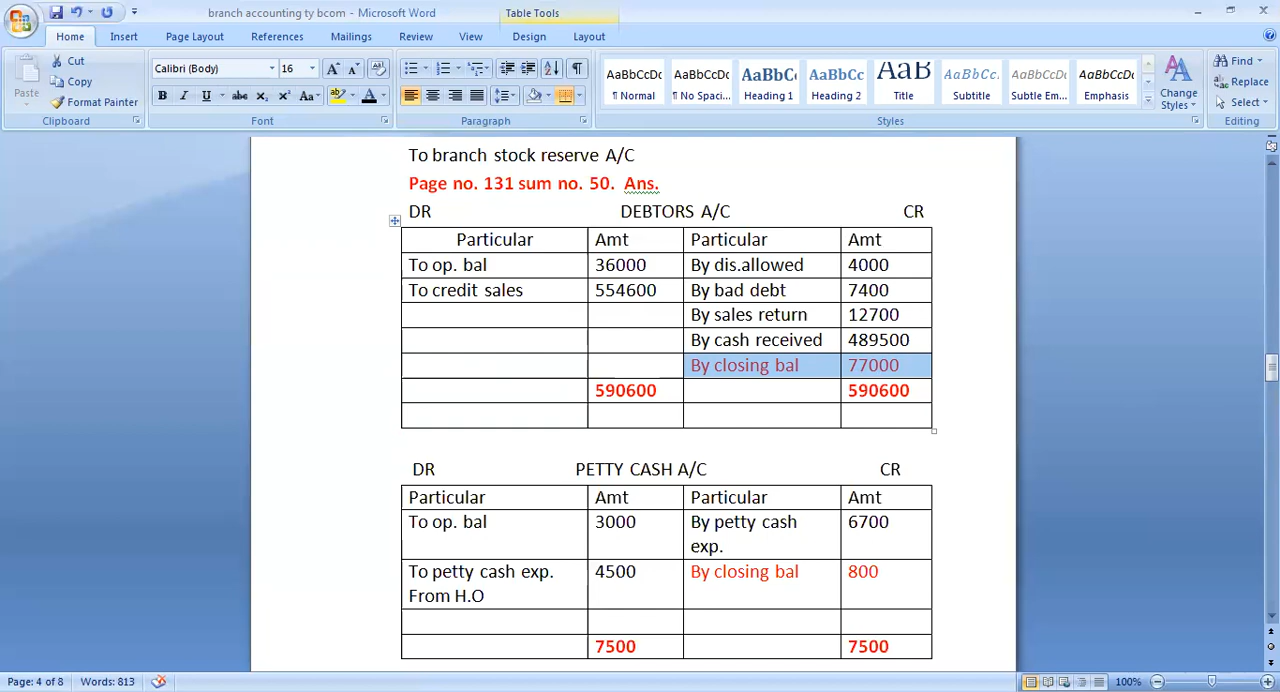 branch accounting ty bcom - Microsoft Word Table Tools
Home Insert Page Layout References Mailings Review View Design Layout
Paste Cut Copy Format Painter
Calibri (Body) 16
AaBbCcDc AaBbCcDc AaBbC AaBbCc AaB AaBbCc. AaBbCcDc AaBbCcDc
¶ Normal ¶ No Spaci... Heading 1 Heading 2 Title Subtitle Subtle Em... Emphasis
Change Styles
Find Replace Select
Clipboard Font Paragraph Styles Editing
To branch stock reserve A/C
Page no. 131 sum no. 50. Ans.
DR DEBTORS A/C CR
Particular Amt Particular Amt
To op. bal 36000 By dis.allowed 4000
To credit sales 554600 By bad debt 7400
By sales return 12700
By cash received 489500
By closing bal 77000
590600 590600
DR PETTY CASH A/C CR
Particular Amt Particular Amt
To op. bal 3000 By petty cash 6700
exp.
To petty cash exp. 4500 By closing bal 800
From H.O
7500 7500
Page: 4 of 8 Words: 813 100%